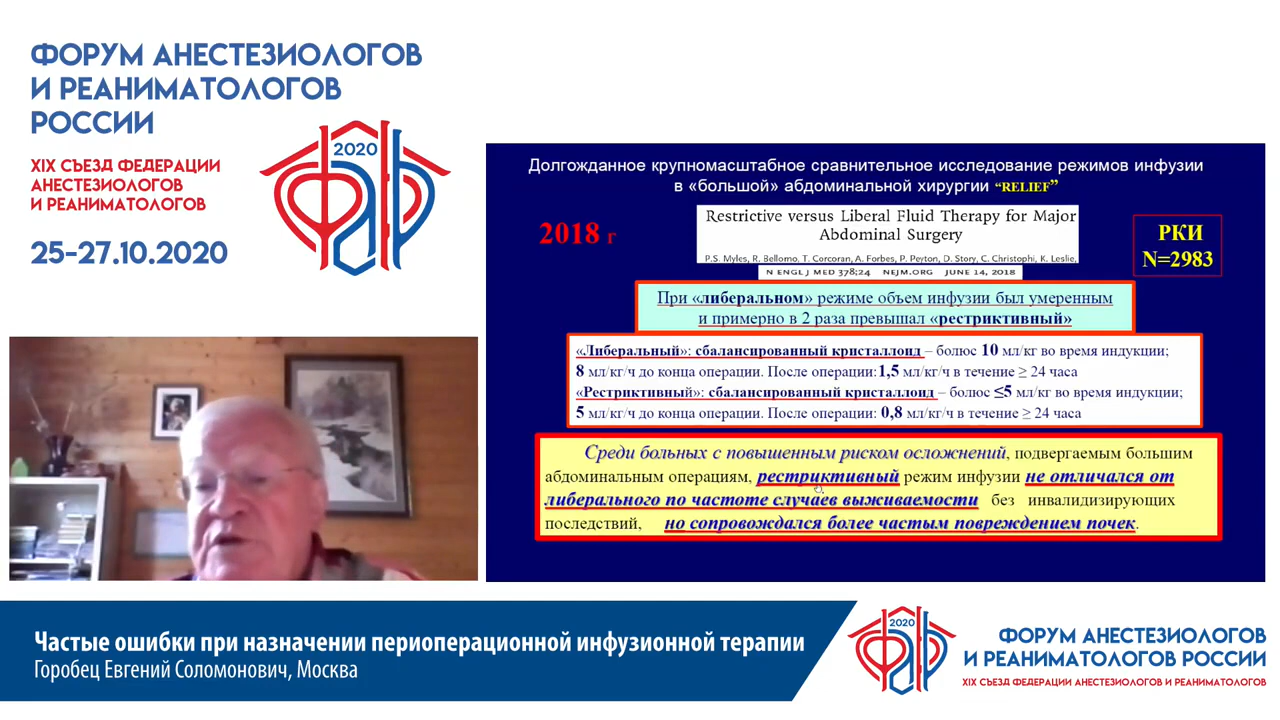 ФОРУМ АНЕСТЕЗИОЛОГОВ
И РЕАНИМАТОЛОГОВ
РОССИИ
XIX СЪЕЗД ФЕДЕРАЦИИ
АНЕСТЕЗИОЛОГОВ
И РЕАНИМАТОЛОГОВ
25-27.10.2020
2020
ФАР
Долгожданное крупномасштабное сравнительное исследование режимов инфузии
в «большой» абдоминальной хирургии “RELIEF”
2018 г
Restrictive versus Liberal Fluid Therapy for Major
Abdominal Surgery
P.S. Myles, R. Bellomo, T. Corcoran, A. Forbes, P. Peyton, D. Story, C. Christophi, K. Leslie,
N ENGL J MED 378;24 NEJM.ORG JUNE 14, 2018
РКИ
N=2983
При «либеральном» режиме объем инфузии был умеренным
и примерно в 2 раза превышал «рестриктивный»
«Либеральный»: сбалансированный кристаллоид – болюс 10 мл/кг во время индукции;
8 мл/кг/ч до конца операции. После операции:1,5 мл/кг/ч в течение ≥ 24 часа
«Рестриктивный»: сбалансированный кристаллоид – болюс ≤5 мл/кг во время индукции;
5 мл/кг/ч до конца операции. После операции: 0,8 мл/кг/ч в течение ≥ 24 часа
Среди больных с повышенным риском осложнений, подвергаемым большим
абдоминальным операциям, рестриктивный режим инфузии не отличался от
либерального по частоте случаев выживаемости без инвалидизирующих
последствий, но сопровождался более частым повреждением почек.
Частые ошибки при назначении периоперационной инфузионной терапии
Горобец Евгений Соломонович, Москва
2020
ФАР
ФОРУМ АНЕСТЕЗИОЛОГОВ
И РЕАНИМАТОЛОГОВ РОССИИ
XIX СЪЕЗД ФЕДЕРАЦИИ АНЕСТЕЗИОЛОГОВ И РЕАНИМАТОЛОГОВ